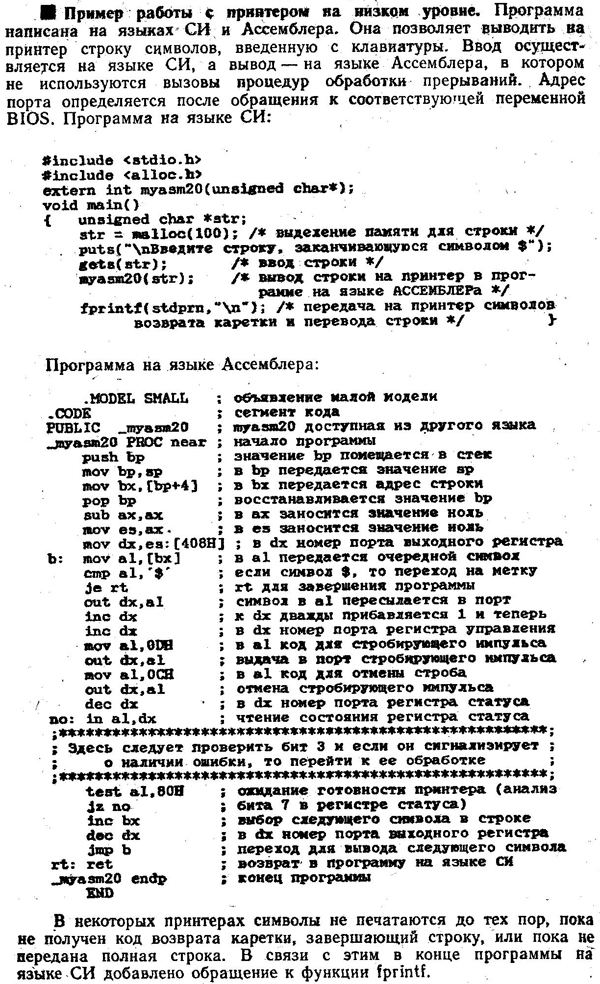 ■ Пример работы с принтером на низком уровне. Программа
написана на языках СИ и Ассемблера. Она позволяет выводить на
принтер строку символов, введенную с клавиатуры. Ввод осущест-
вляется на языке СИ, а вывод — на языке Ассемблера, в котором
не используются вызовы процедур обработки прерываний. Адрес
порта определяется после обращения к соответствующей переменной
BIOS. Программа на языке СИ:
#include <stdio.h>
#include <alloc.h>
extern int myasm20(unsigned char*);
void main()
{ unsigned char *str;
str = malloc(100); /* выделение памяти для строки */
puts("\nВведите строку, заканчивающуюся символом $");
gets(str); /* ввод строки */
myasm20(str); /* вывод строки на принтер в прог-
рамме на языке АССЕМБЛЕРа */
fprintf(stdprn,"\n"); /* передача на принтер символов
возврата каретки и перевода строки */ }
Программа на языке Ассемблера:
.MODEL SMALL ; объявление малой модели
.CODE ; сегмент кода
PUBLIC _myasm20 ; myasm20 доступная из другого языка
_myasm20 PROC near ; начало программы
push bp ; значение bp помещается в стек
mov bp,sp ; в bp передается значение sp
mov bx,[bp+4] ; в bx передается адрес строки
pop bp ; восстанавливается значение bp
sub ax,ax ; в ax заносится значение ноль
mov es,ax ; в es заносится значение ноль
mov dx,es:[408H] ; в dx номер порта выходного регистра
b: mov al,[bx] ; в al передается очередной символ
cmp al,'$' ; если символ $, то переход на метку
je rt ; rt для завершения программы
out dx,al ; символ в al пересылается в порт
inc dx ; к dx дважды прибавляется 1 и теперь
inc dx ; в dx номер порта регистра управления
mov al,0DH ; в al код для стробирующего импульса
out dx,al ; выдача в порт стробирующего импульса
mov al,0CH ; в al код для отмены строба
out dx,al ; отмена стробирующего импульса
dec dx ; в dx номер порта регистра статуса
no: in al,dx ; чтение состояния регистра статуса
;****************************************************;
; Здесь следует проверить бит 3 и если он сигнализирует ;
; о наличии ошибки, то перейти к ее обработке ;
;****************************************************;
test al,80H ; ожидание готовности принтера (анализ
jz no ; бита 7 в регистре статуса)
inc bx ; выбор следующего символа в строке
dec dx ; в dx номер порта выходного регистра
jmp b ; переход для вывода следующего символа
rt: ret ; возврат в программу на языке СИ
_myasm20 endp ; конец программы
END
В некоторых принтерах символы не печатаются до тех пор, пока
не получен код возврата каретки, завершающий строку, или пока не
передана полная строка. В связи с этим в конце программы на
языке СИ добавлено обращение к функции fprintf.